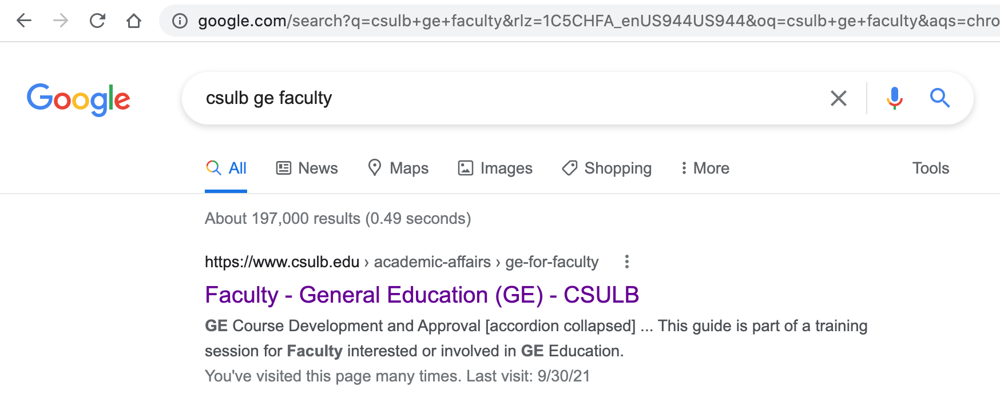 google.com/search?q=csulb+ge+faculty&rlz=1C5CHFA_enUS944US944&oq=csulb+ge+faculty&aqs=chro
Google
csulb ge faculty
All News Maps Images Shopping More Tools
About 197,000 results (0.49 seconds)
https://www.csulb.edu › academic-affairs › ge-for-faculty
Faculty - General Education (GE) - CSULB
GE Course Development and Approval [accordion collapsed] ... This guide is part of a training
session for Faculty interested or involved in GE Education.
You've visited this page many times. Last visit: 9/30/21